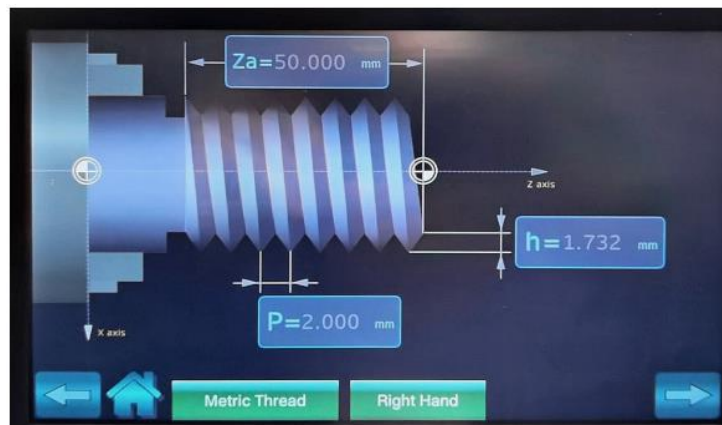 Za=50.000 mm
Z axis
h=1.732 mm
P=2.000 mm
X axis
Metric Thread
Right Hand